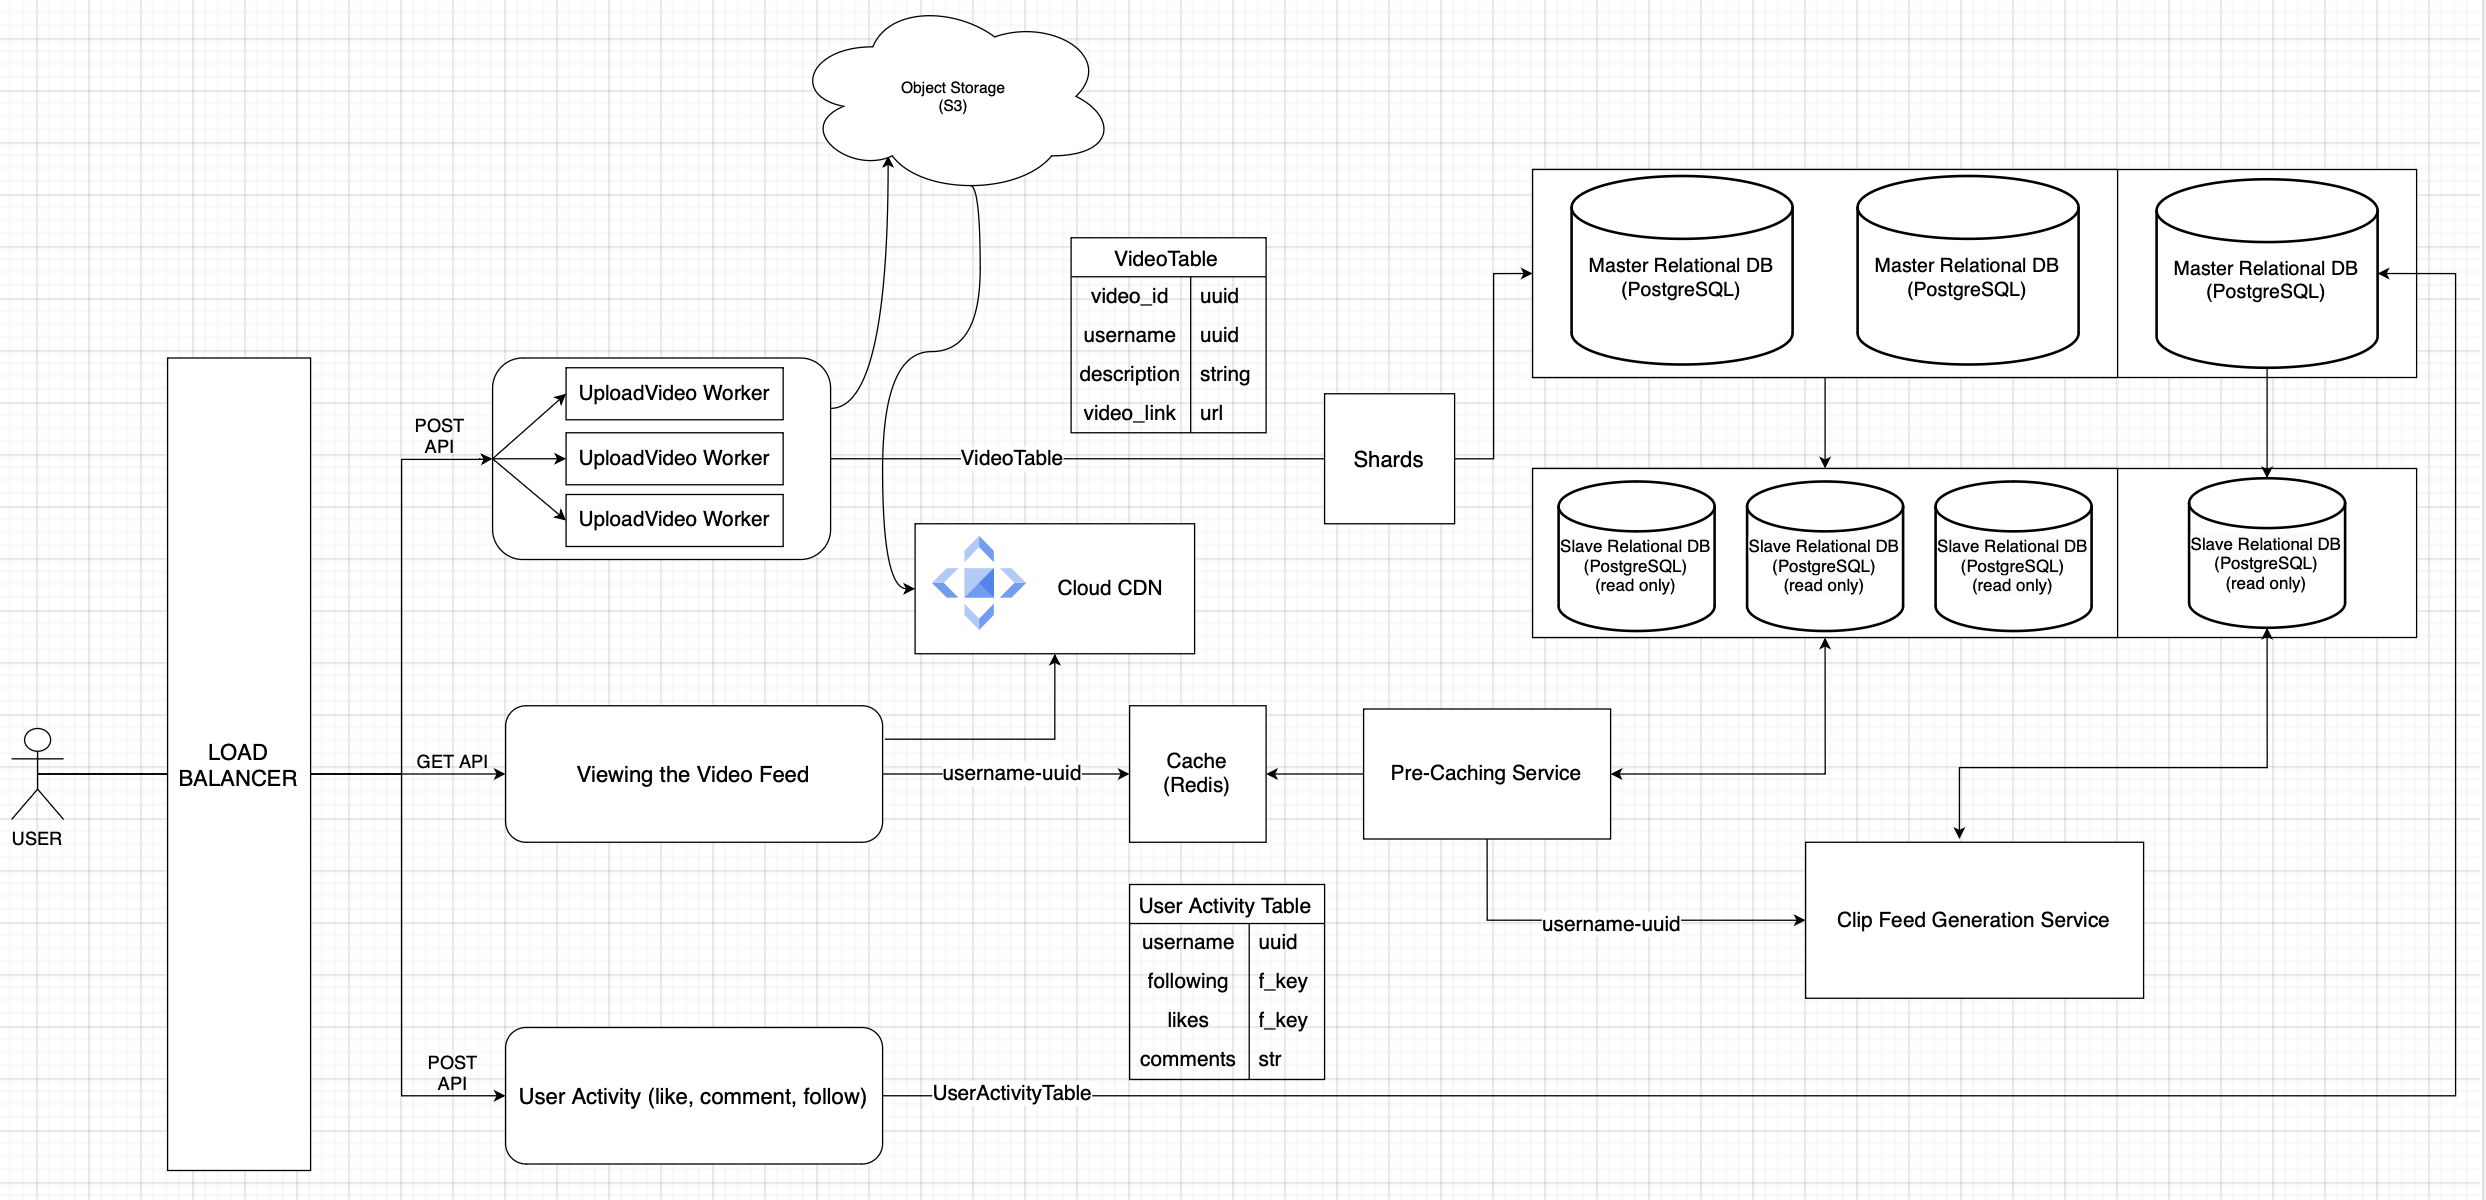 Object Storage
(S3)
Master Relational DB
(PostgreSQL)
Master Relational DB
(PostgreSQL)
Master Relational DB
(PostgreSQL)
VideoTable
video_id uuid
username uuid
description string
video_link url
UploadVideo Worker
UploadVideo Worker
UploadVideo Worker
POST
API
VideoTable
Shards
Slave Relational DB
(PostgreSQL)
(read only)
Slave Relational DB
(PostgreSQL)
(read only)
Slave Relational DB
(PostgreSQL)
(read only)
Slave Relational DB
(PostgreSQL)
(read only)
Cloud CDN
USER
LOAD
BALANCER
GET API
Viewing the Video Feed
username-uuid
Cache
(Redis)
Pre-Caching Service
username-uuid
Clip Feed Generation Service
User Activity Table
username uuid
following f_key
likes f_key
comments str
POST
API
User Activity (like, comment, follow)
UserActivityTable